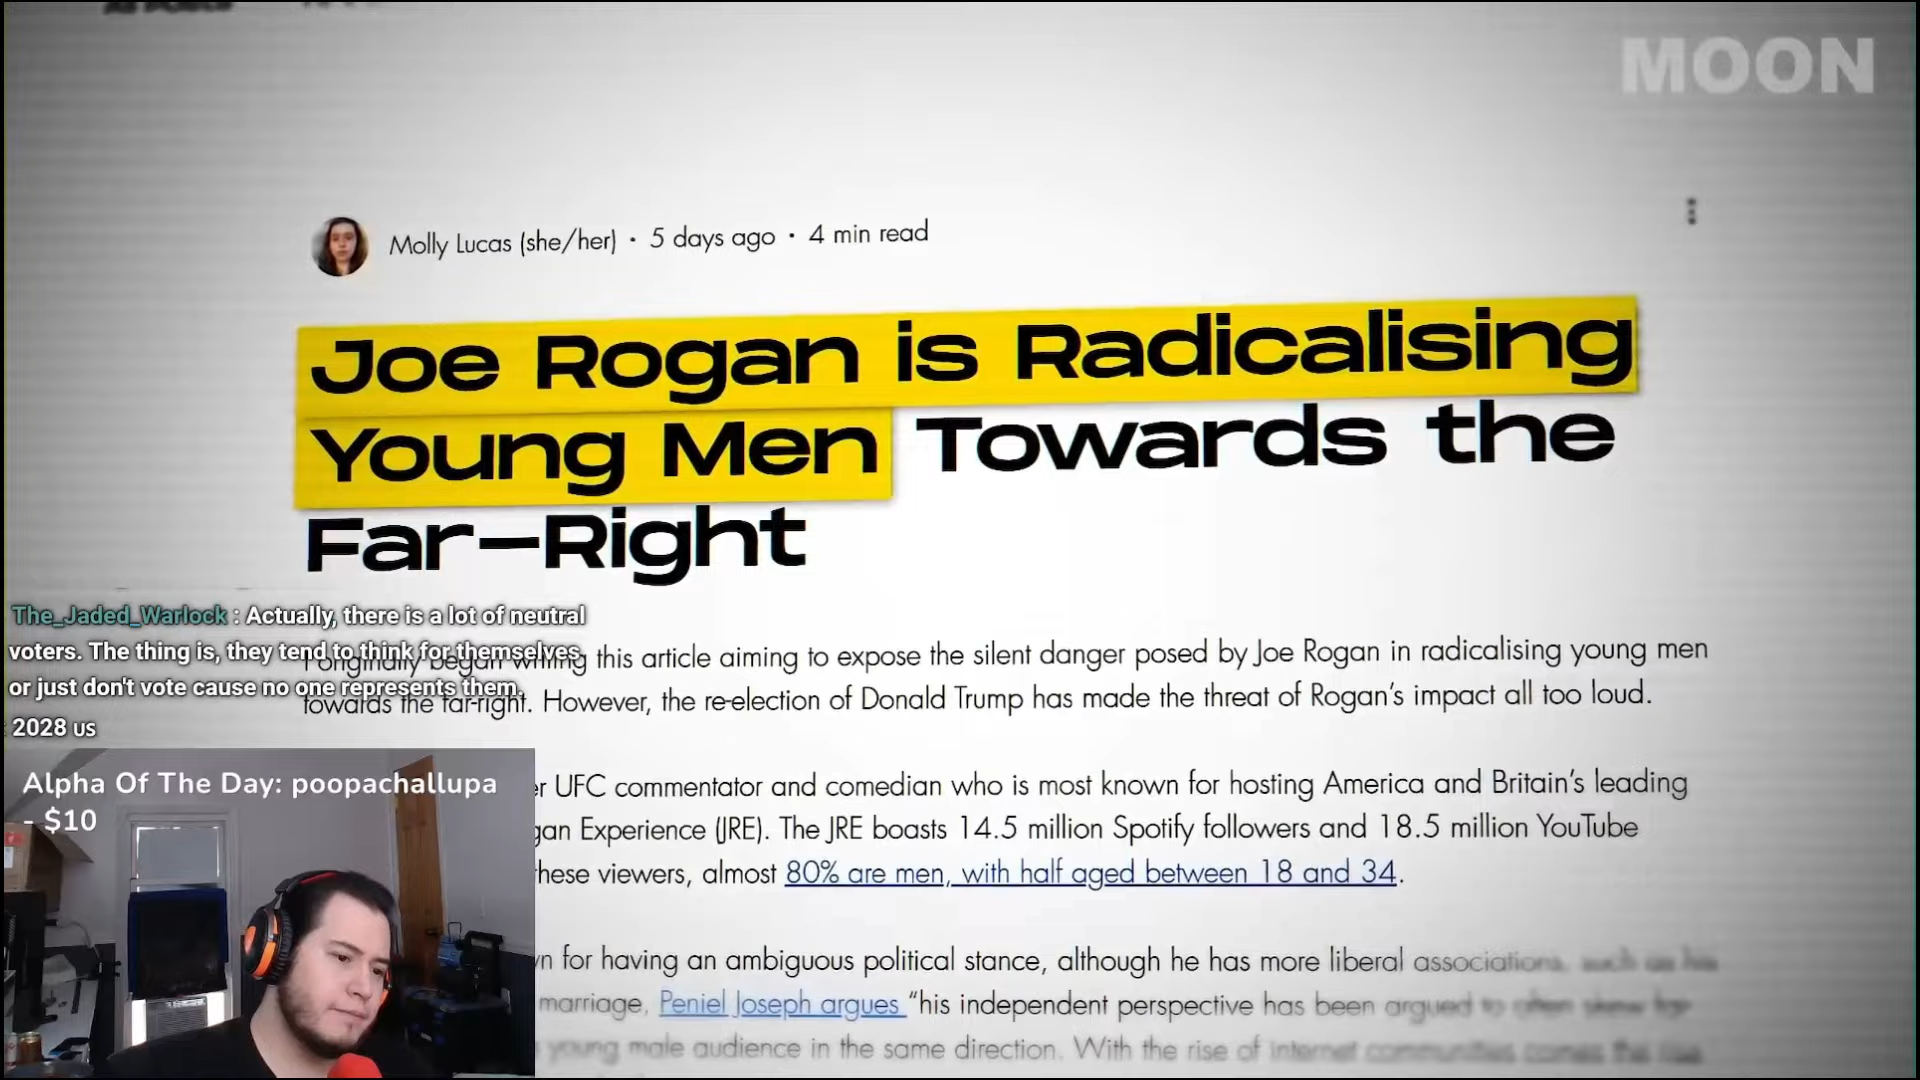 MOON
Molly Lucas (she/her) · 5 days ago · 4 min read
Joe Rogan is Radicalising
Young Men Towards the
Far-Right
The_Jaded_Warlock : Actually, there is a lot of neutral
voters. The thing is, they tend to think for themselves,
or just don't vote cause no one represents them.
2028 us
I originally began writing this article aiming to expose the silent danger posed by Joe Rogan in radicalising young men
towards the far-right. However, the re-election of Donald Trump has made the threat of Rogan's impact all too loud.
Alpha Of The Day: poopachallupa
- $10
UFC commentator and comedian who is most known for hosting America and Britain's leading
gan Experience (JRE). The JRE boasts 14.5 million Spotify followers and 18.5 million YouTube
hese viewers, almost 80% are men, with half aged between 18 and 34.
for having an ambiguous political stance, although he has more liberal associations, such as his
marriage, Peniel Joseph argues "his independent perspective has been argued to often skew
young male audience in the same direction. With the rise of internet communities comes the rise